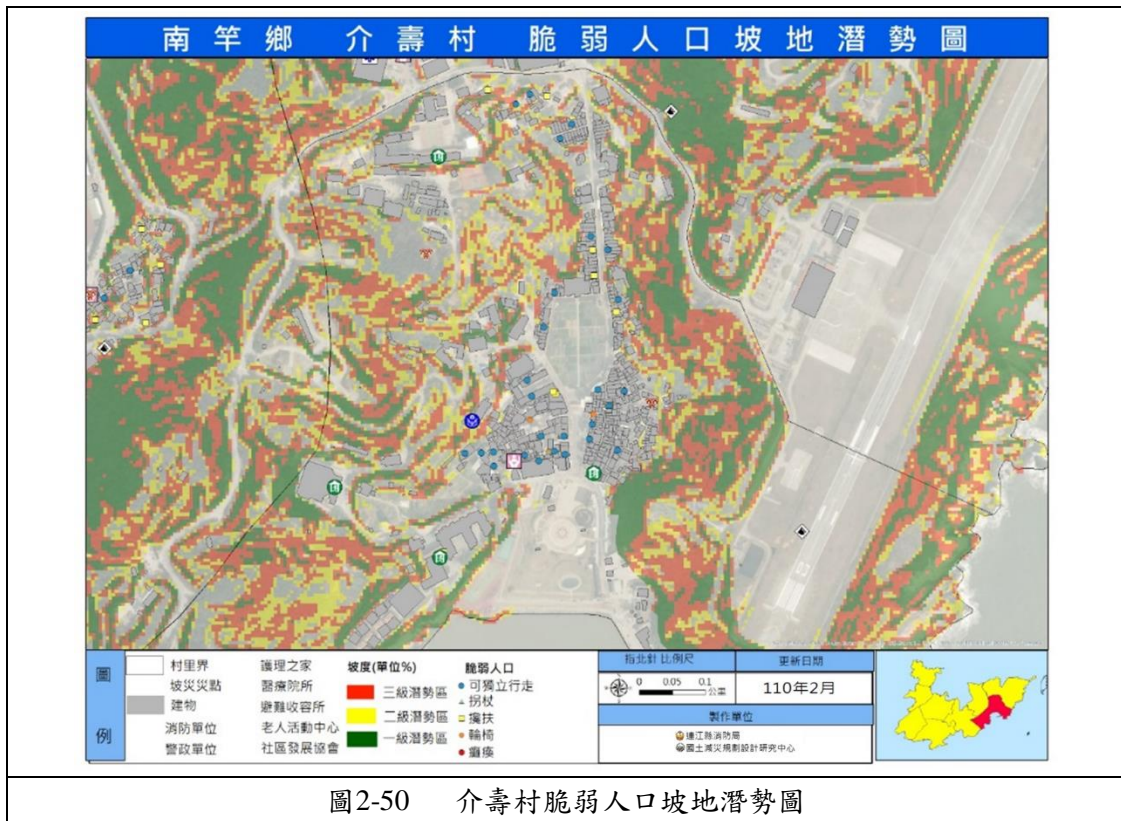 南竿鄉 介壽村 脆弱人口坡地潛勢圖
圖例
村里界
坡災災點
建物
消防單位
警政單位
護理之家
醫療院所
避難收容所
老人活動中心
社區發展協會
坡度(單位%)
三級潛勢區
二級潛勢區
一級潛勢區
脆弱人口
可獨立行走
拐杖
攙扶
輪椅
癱瘓
指北針 比例尺
0 0.05 0.1
公里
更新日期
110年2月
製作單位
連江縣消防局
國土減災規劃設計研究中心
圖2-50 介壽村脆弱人口坡地潛勢圖